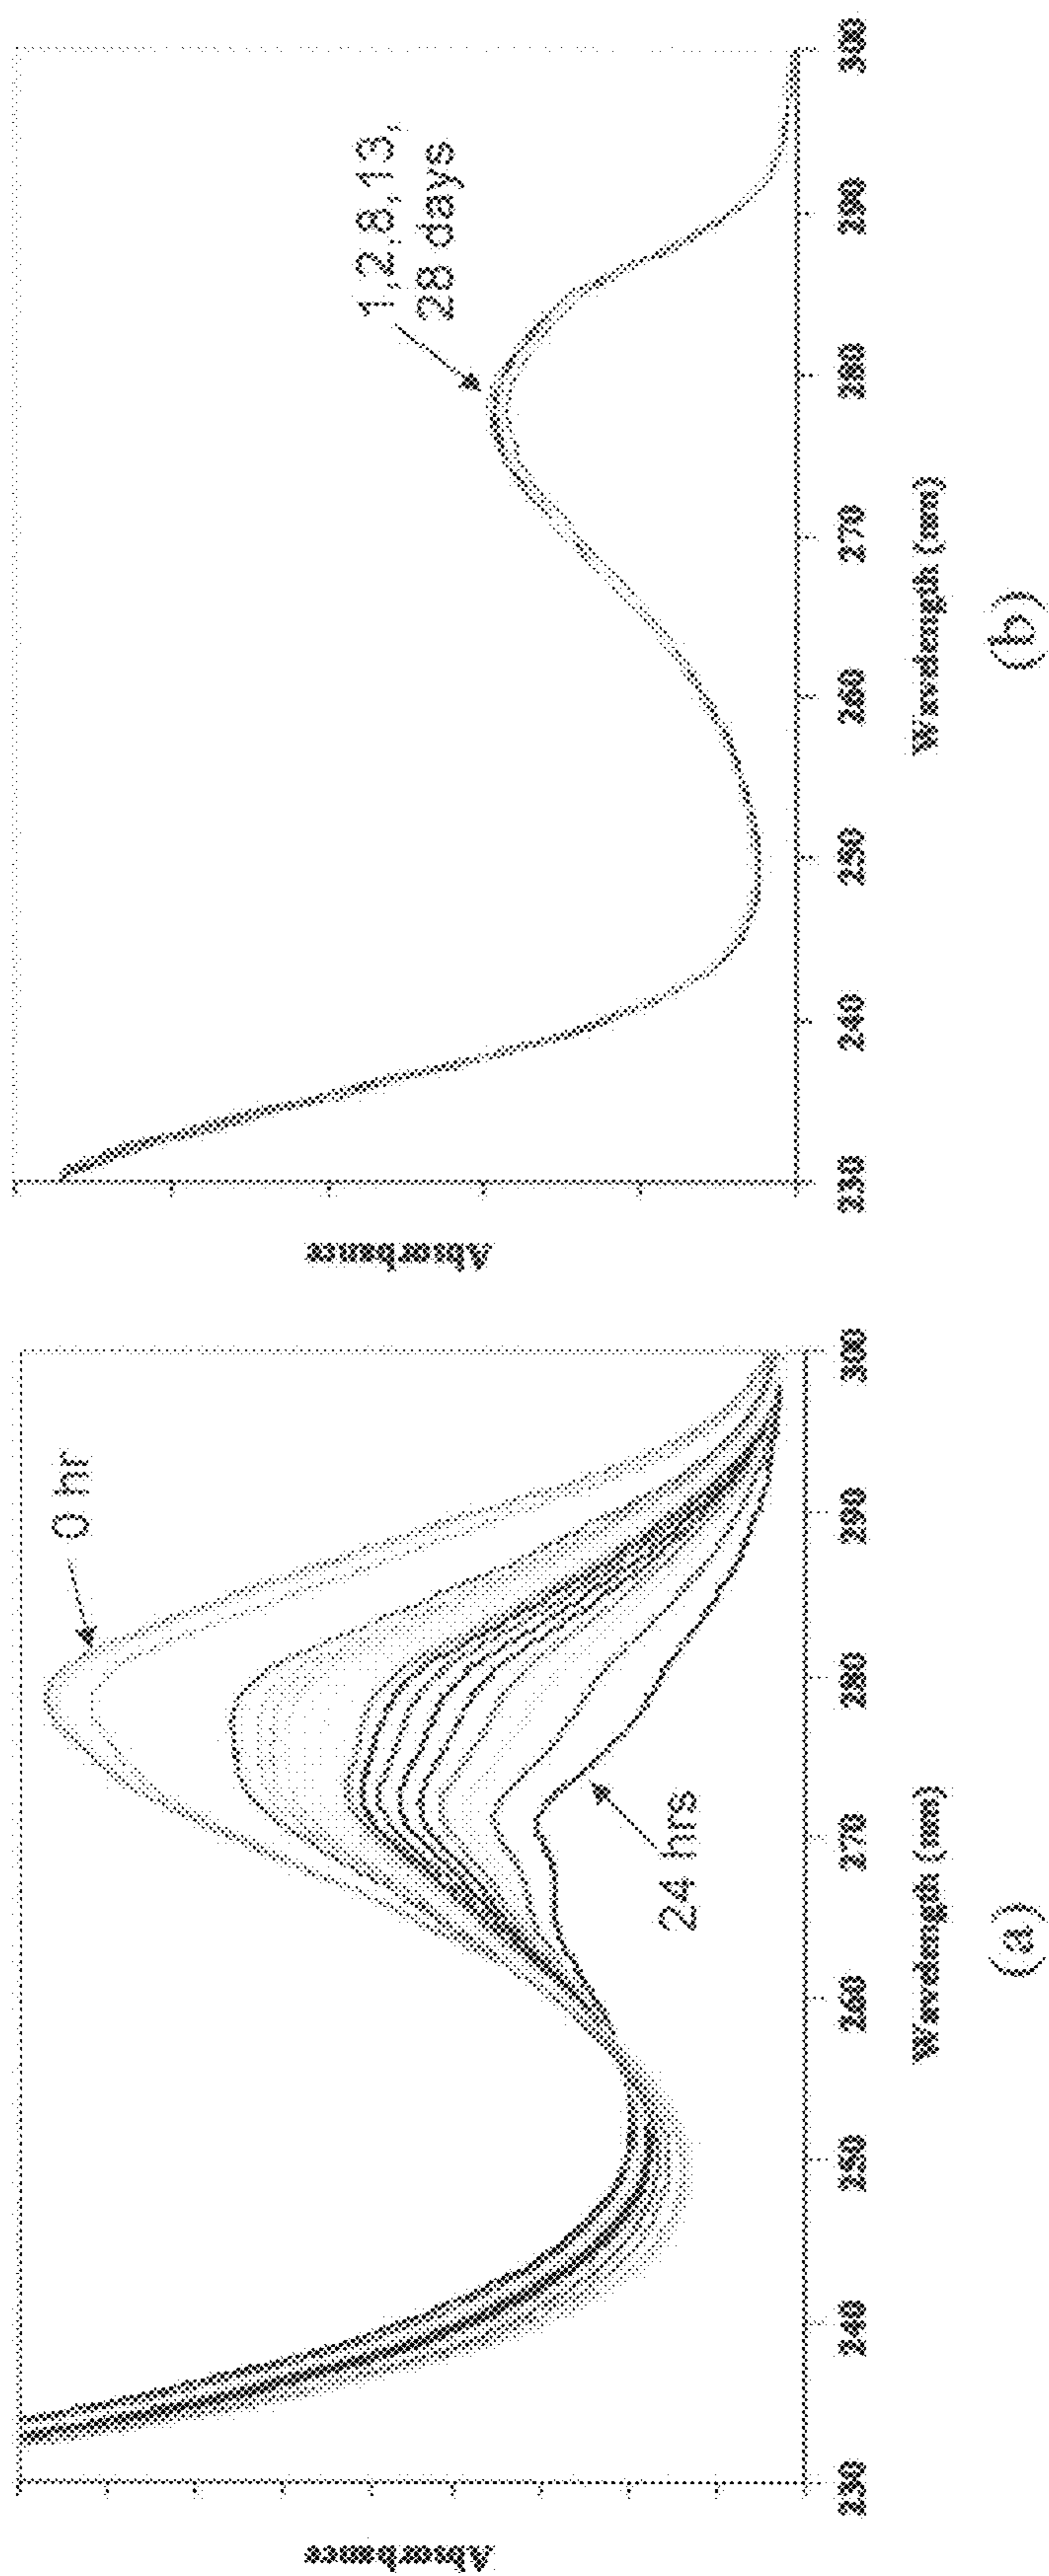 Absorbance
0 hr
24 hrs
230 240 250 260 270 280 290 300
Wavelength (nm)
(a)
Absorbance
1,2,8,13,
28 days
230 240 250 260 270 280 290 300
Wavelength (nm)
(b)